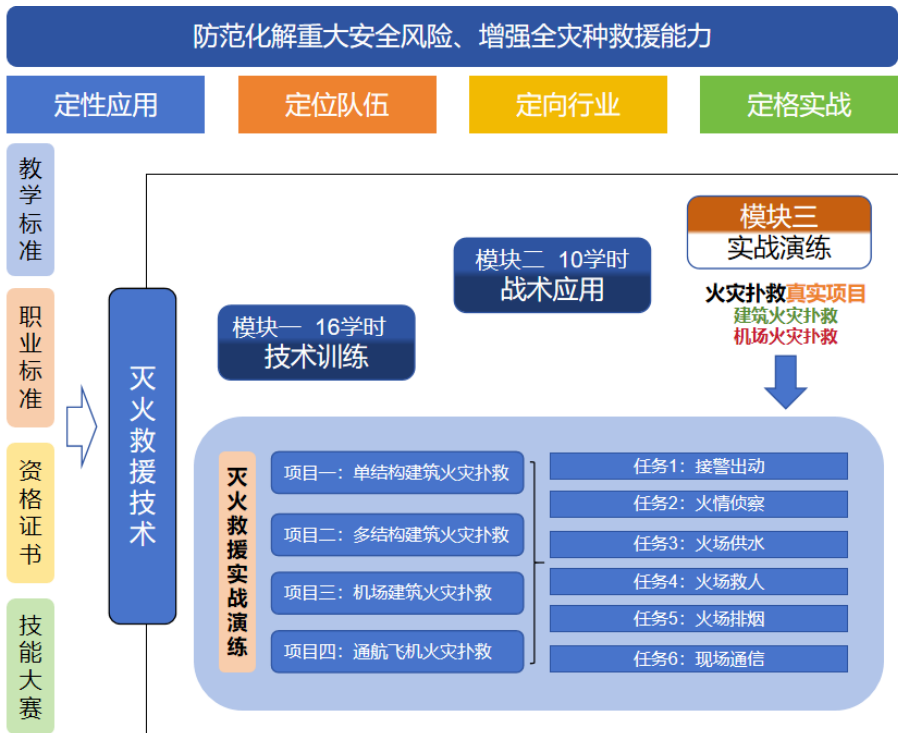 防范化解重大安全风险、增强全灾种救援能力
定性应用
定位队伍
定向行业
定格实战
教学标准
职业标准
资格证书
技能大赛
灭火救援技术
模块一 16学时
技术训练
模块二 10学时
战术应用
模块三
实战演练
火灾扑救真实项目
建筑火灾扑救
机场火灾扑救
灭火救援实战演练
项目一：单结构建筑火灾扑救
项目二：多结构建筑火灾扑救
项目三：机场建筑火灾扑救
项目四：通航飞机火灾扑救
任务1：接警出动
任务2：火情侦察
任务3：火场供水
任务4：火场救人
任务5：火场排烟
任务6：现场通信